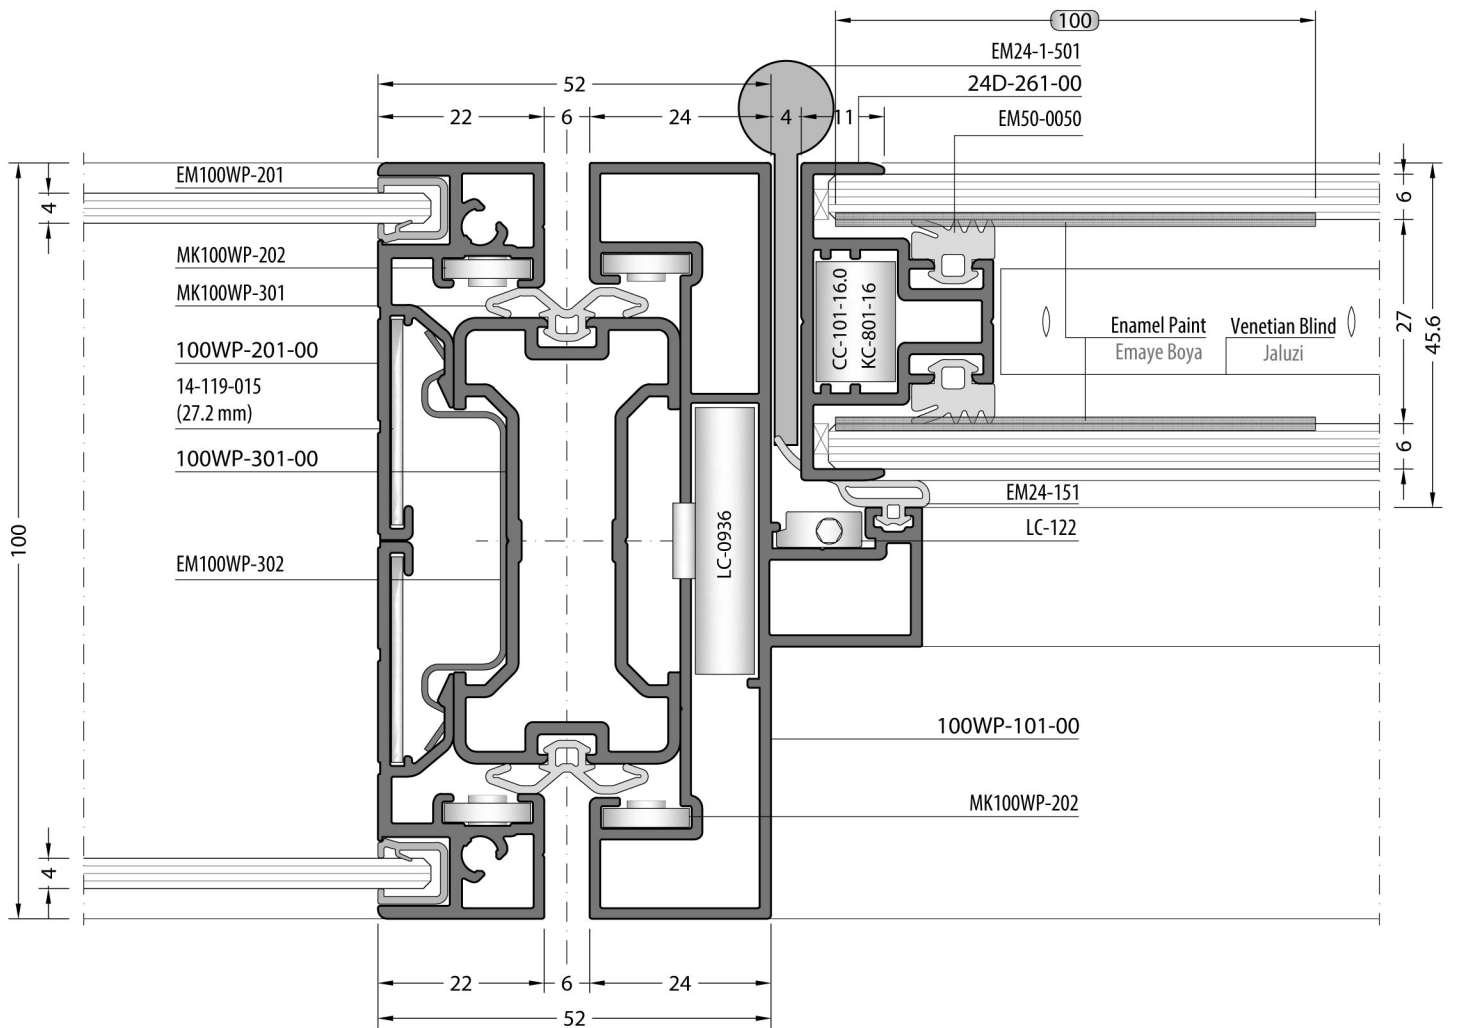 100
EM24-1-501
52
24D-261-00
22
6
24
4
11
EM50-0050
EM100WP-201
4
6
MK100WP-202
MK100WP-301
CC-101-16.0
KC-801-16
27
45.6
Enamel Paint
Emaye Boya
Venetian Blind
Jaluzi
100WP-201-00
14-119-015
(27.2 mm)
100WP-301-00
6
EM24-151
LC-122
100
LC-0936
EM100WP-302
100WP-101-00
MK100WP-202
4
22
6
24
52